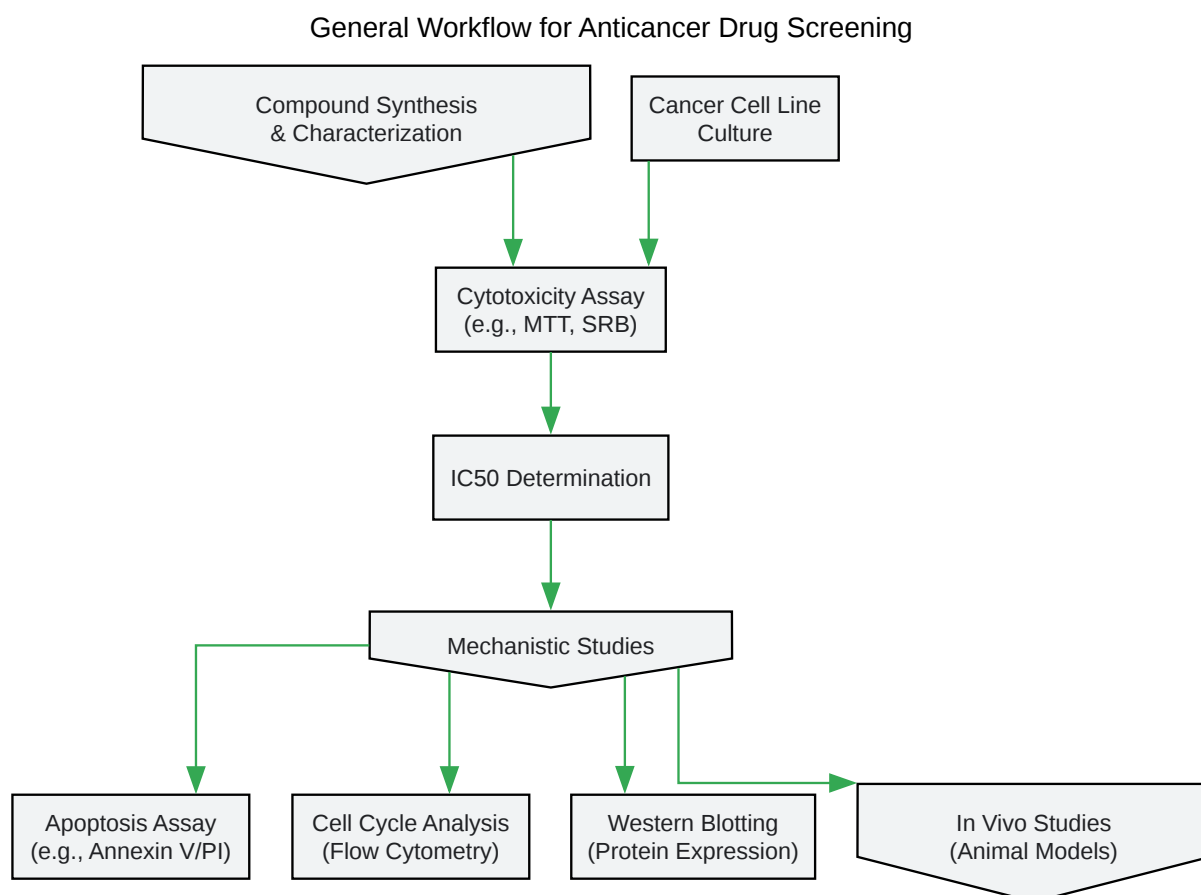 General Workflow for Anticancer Drug Screening
Compound Synthesis
& Characterization
Cancer Cell Line
Culture
Cytotoxicity Assay
(e.g., MTT, SRB)
IC50 Determination
Mechanistic Studies
Apoptosis Assay
(e.g., Annexin V/PI)
Cell Cycle Analysis
(Flow Cytometry)
Western Blotting
(Protein Expression)
In Vivo Studies
(Animal Models)